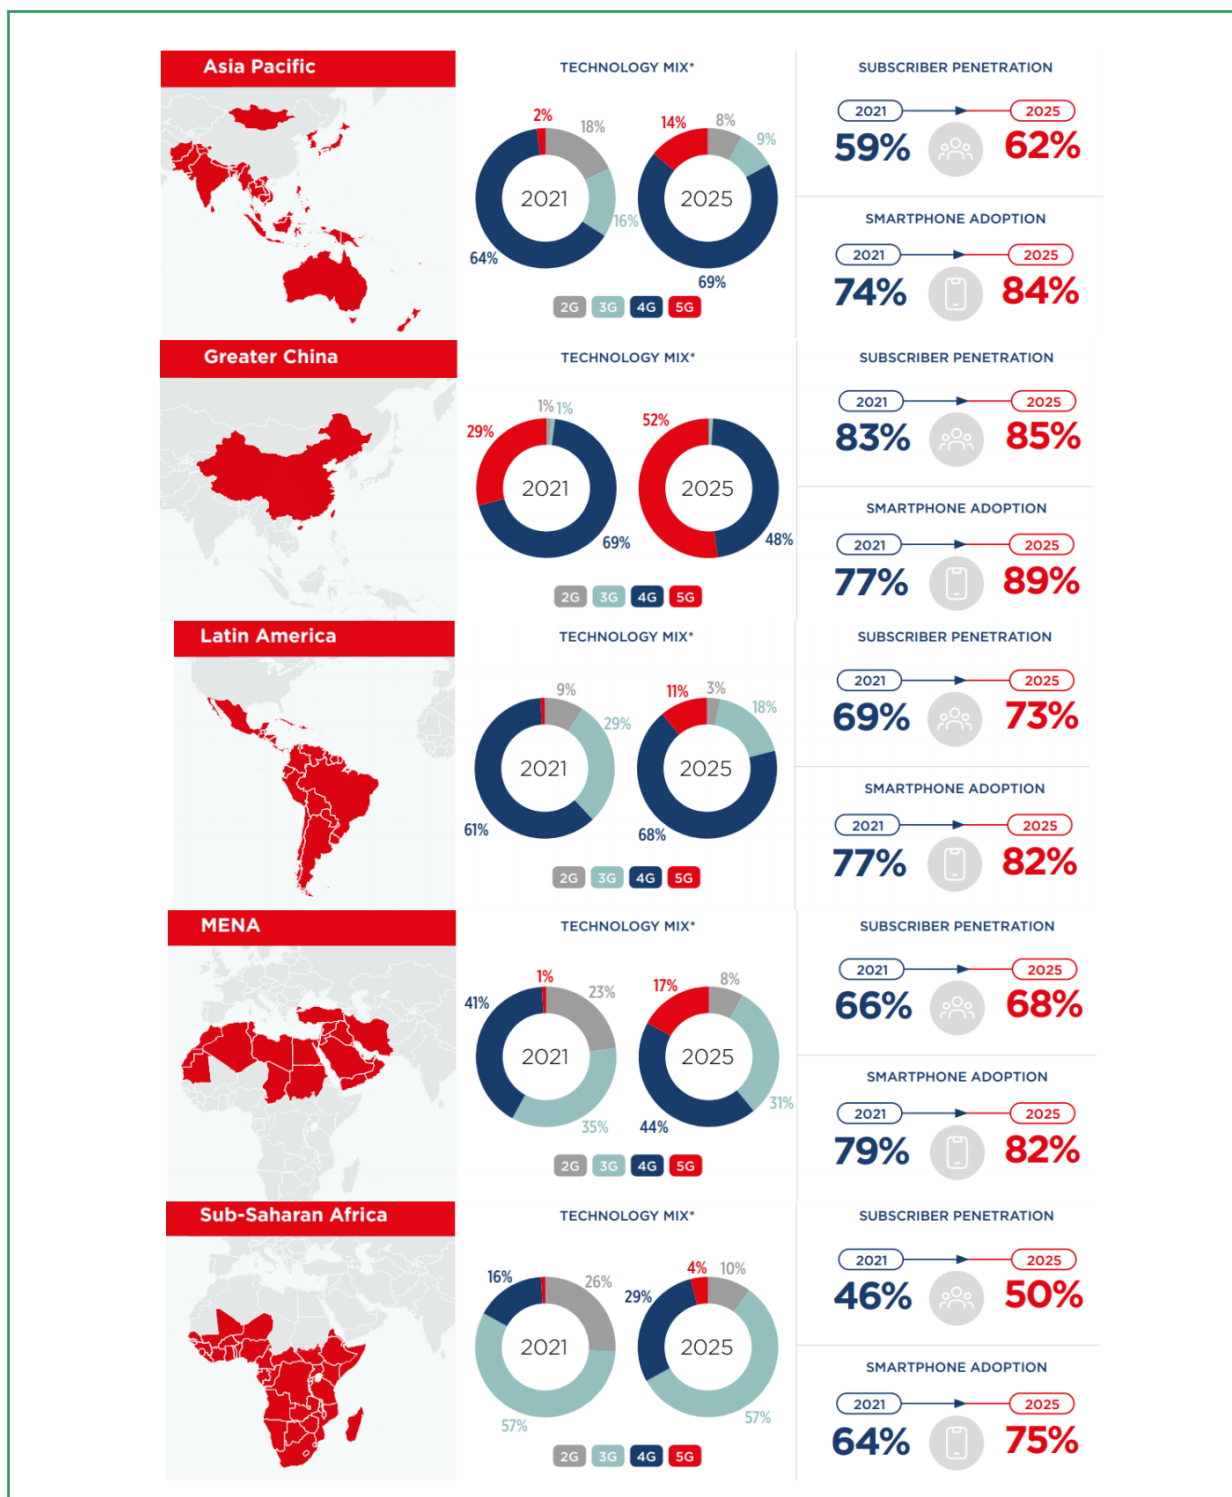 Asia Pacific
TECHNOLOGY MIX*
2%
18%
16%
64%
2021
14%
8%
9%
69%
2025
2G 3G 4G 5G
SUBSCRIBER PENETRATION
2021 2025
59% 62%
SMARTPHONE ADOPTION
2021 2025
74% 84%
Greater China
TECHNOLOGY MIX*
1% 1%
29%
69%
2021
52%
48%
2025
2G 3G 4G 5G
SUBSCRIBER PENETRATION
2021 2025
83% 85%
SMARTPHONE ADOPTION
2021 2025
77% 89%
Latin America
TECHNOLOGY MIX*
9%
29%
61%
2021
11%
3%
18%
68%
2025
2G 3G 4G 5G
SUBSCRIBER PENETRATION
2021 2025
69% 73%
SMARTPHONE ADOPTION
2021 2025
77% 82%
MENA
TECHNOLOGY MIX*
1%
41%
23%
35%
2021
17%
8%
31%
44%
2025
2G 3G 4G 5G
SUBSCRIBER PENETRATION
2021 2025
66% 68%
SMARTPHONE ADOPTION
2021 2025
79% 82%
Sub-Saharan Africa
TECHNOLOGY MIX*
16%
26%
57%
2021
4%
10%
29%
57%
2025
2G 3G 4G 5G
SUBSCRIBER PENETRATION
2021 2025
46% 50%
SMARTPHONE ADOPTION
2021 2025
64% 75%